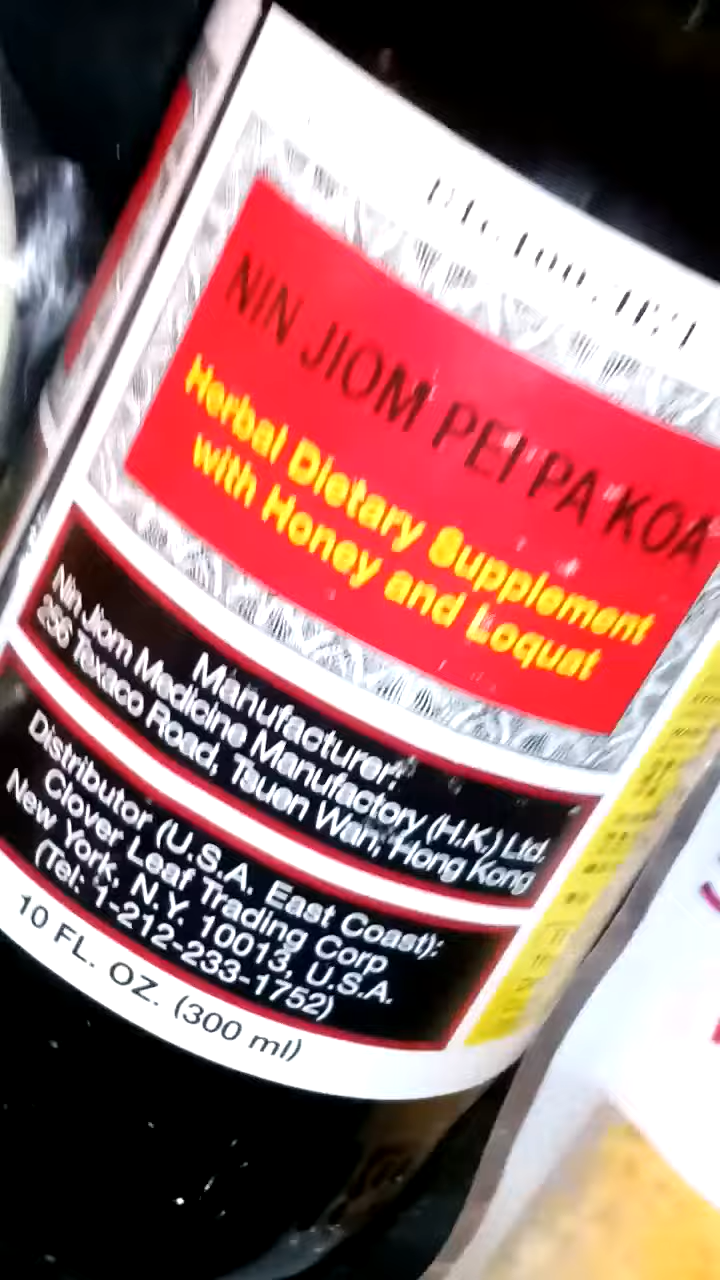 NIN JIOM PEI PA KOA
Herbal Dietary Supplement
with Honey and Loquat
Manufacturer:
Nin Jiom Medicine Manufactory (H.K.) Ltd.
256 Texaco Road, Tsuen Wan, Hong Kong
Distributor (U.S.A. East Coast):
Clover Leaf Trading Corp
New York, N.Y. 10013, U.S.A.
(Tel: 1-212-233-1752)
10 FL. OZ. (300 ml)